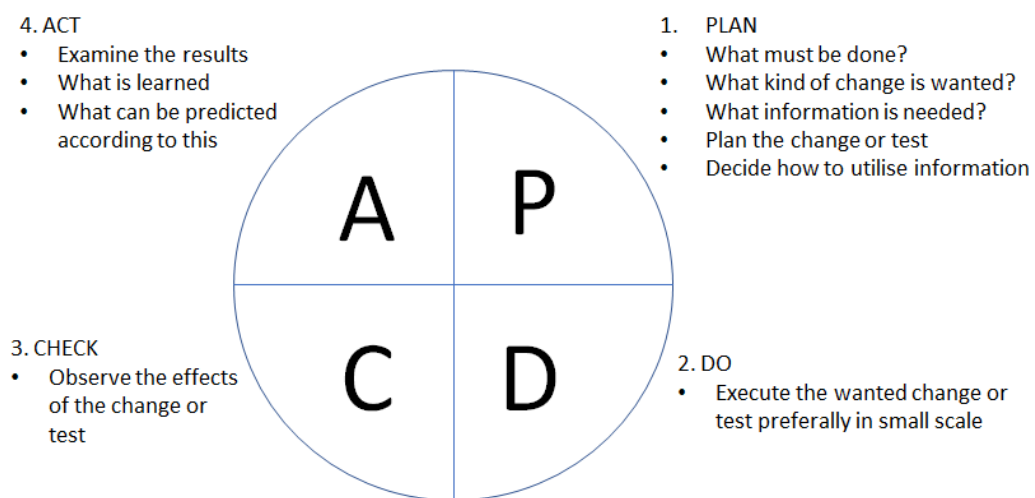 4. ACT
• Examine the results
• What is learned
• What can be predicted
according to this
1. PLAN
• What must be done?
• What kind of change is wanted?
• What information is needed?
• Plan the change or test
• Decide how to utilise information
A
P
C
D
3. CHECK
• Observe the effects
of the change or
test
2. DO
• Execute the wanted change or
test preferally in small scale